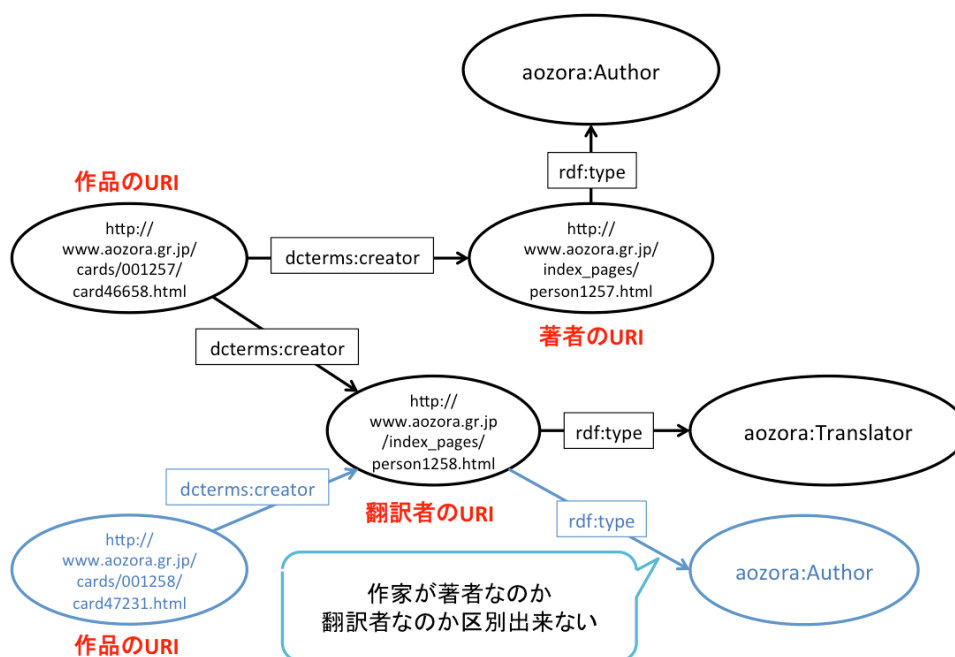 aozora:Author
rdf:type
作品のURI
http://
www.aozora.gr.jp/
cards/001257/
card46658.html
dcterms:creator
http://
www.aozora.gr.jp/
index_pages/
person1257.html
著者のURI
dcterms:creator
http://
www.aozora.gr.jp
/index_pages/
person1258.html
翻訳者のURI
rdf:type
aozora:Translator
dcterms:creator
rdf:type
http://
www.aozora.gr.jp/
cards/001258/
card47231.html
作品のURI
aozora:Author
作家が著者なのか
翻訳者なのか区別出来ない